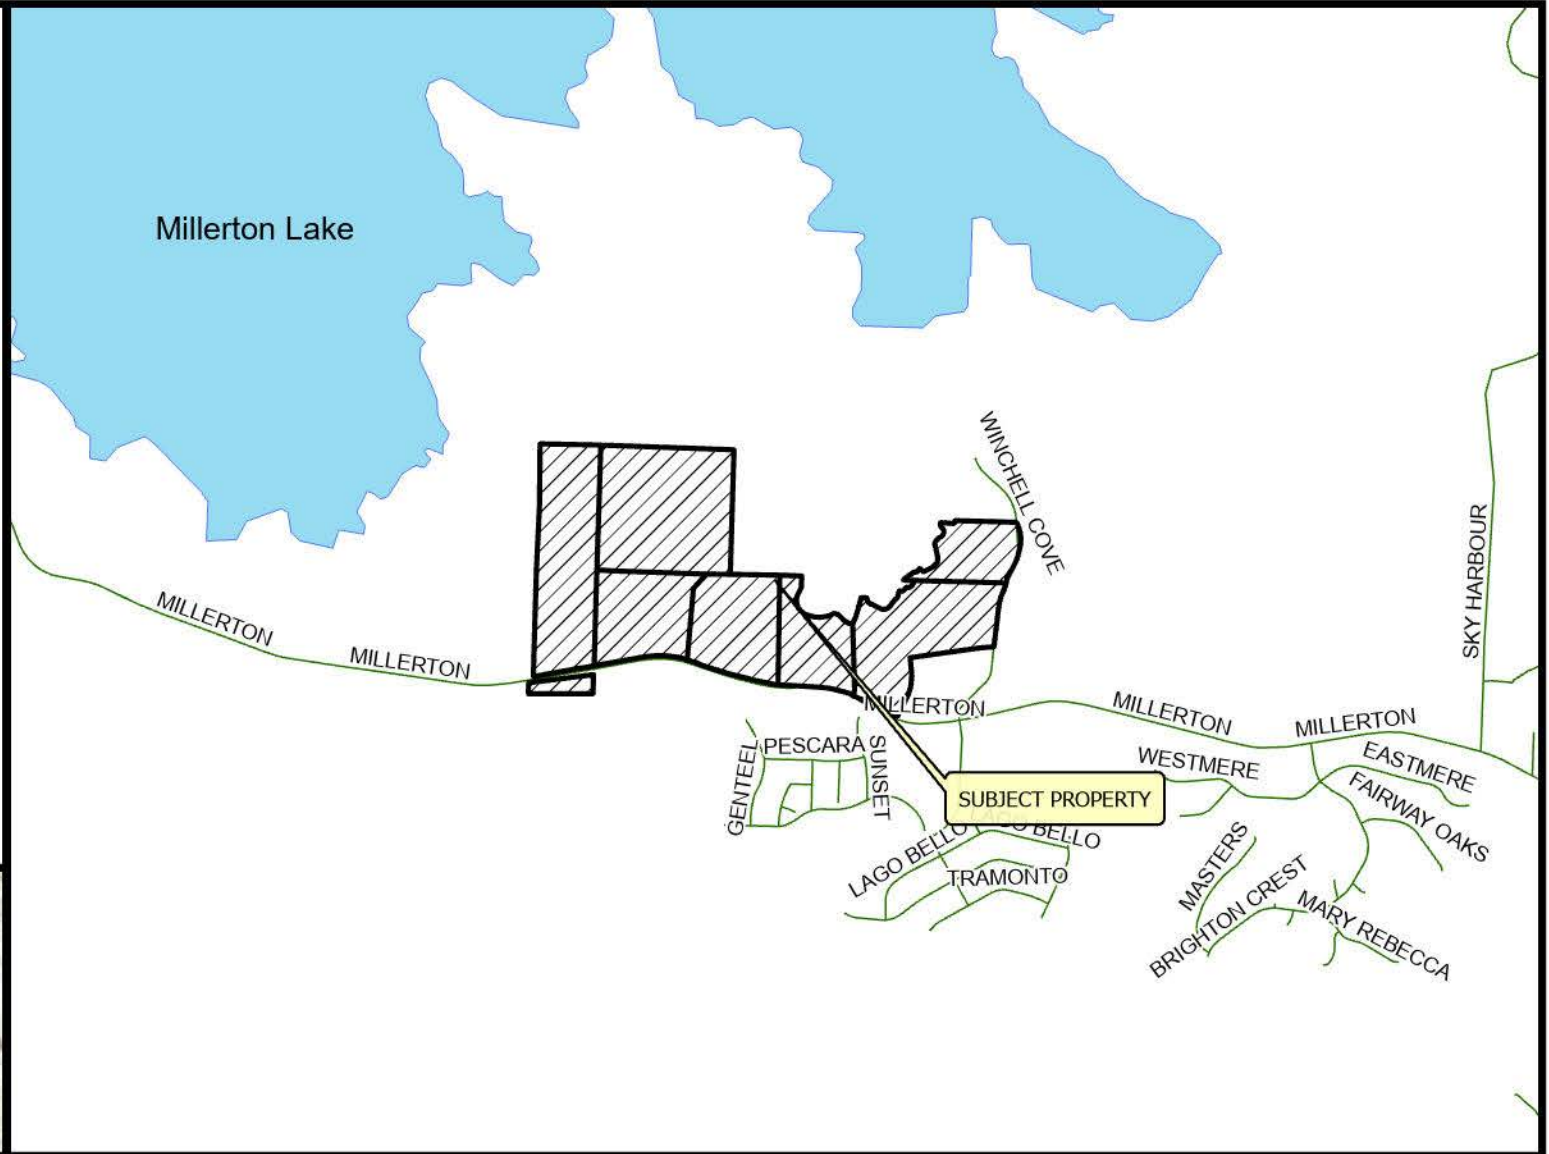 Millerton Lake
WINCHELL COVE
SKY HARBOUR
MILLERTON
MILLERTON
MILLERTON
MILLERTON
MILLERTON
PESCARA
SUNSET
GENTEEL
WESTMERE
EASTMERE
SUBJECT PROPERTY
FAIRWAY OAKS
LAGO BELLO
LAGO BELLO
TRAMONTO
MASTERS
BRIGHTON CREST
MARY REBECCA